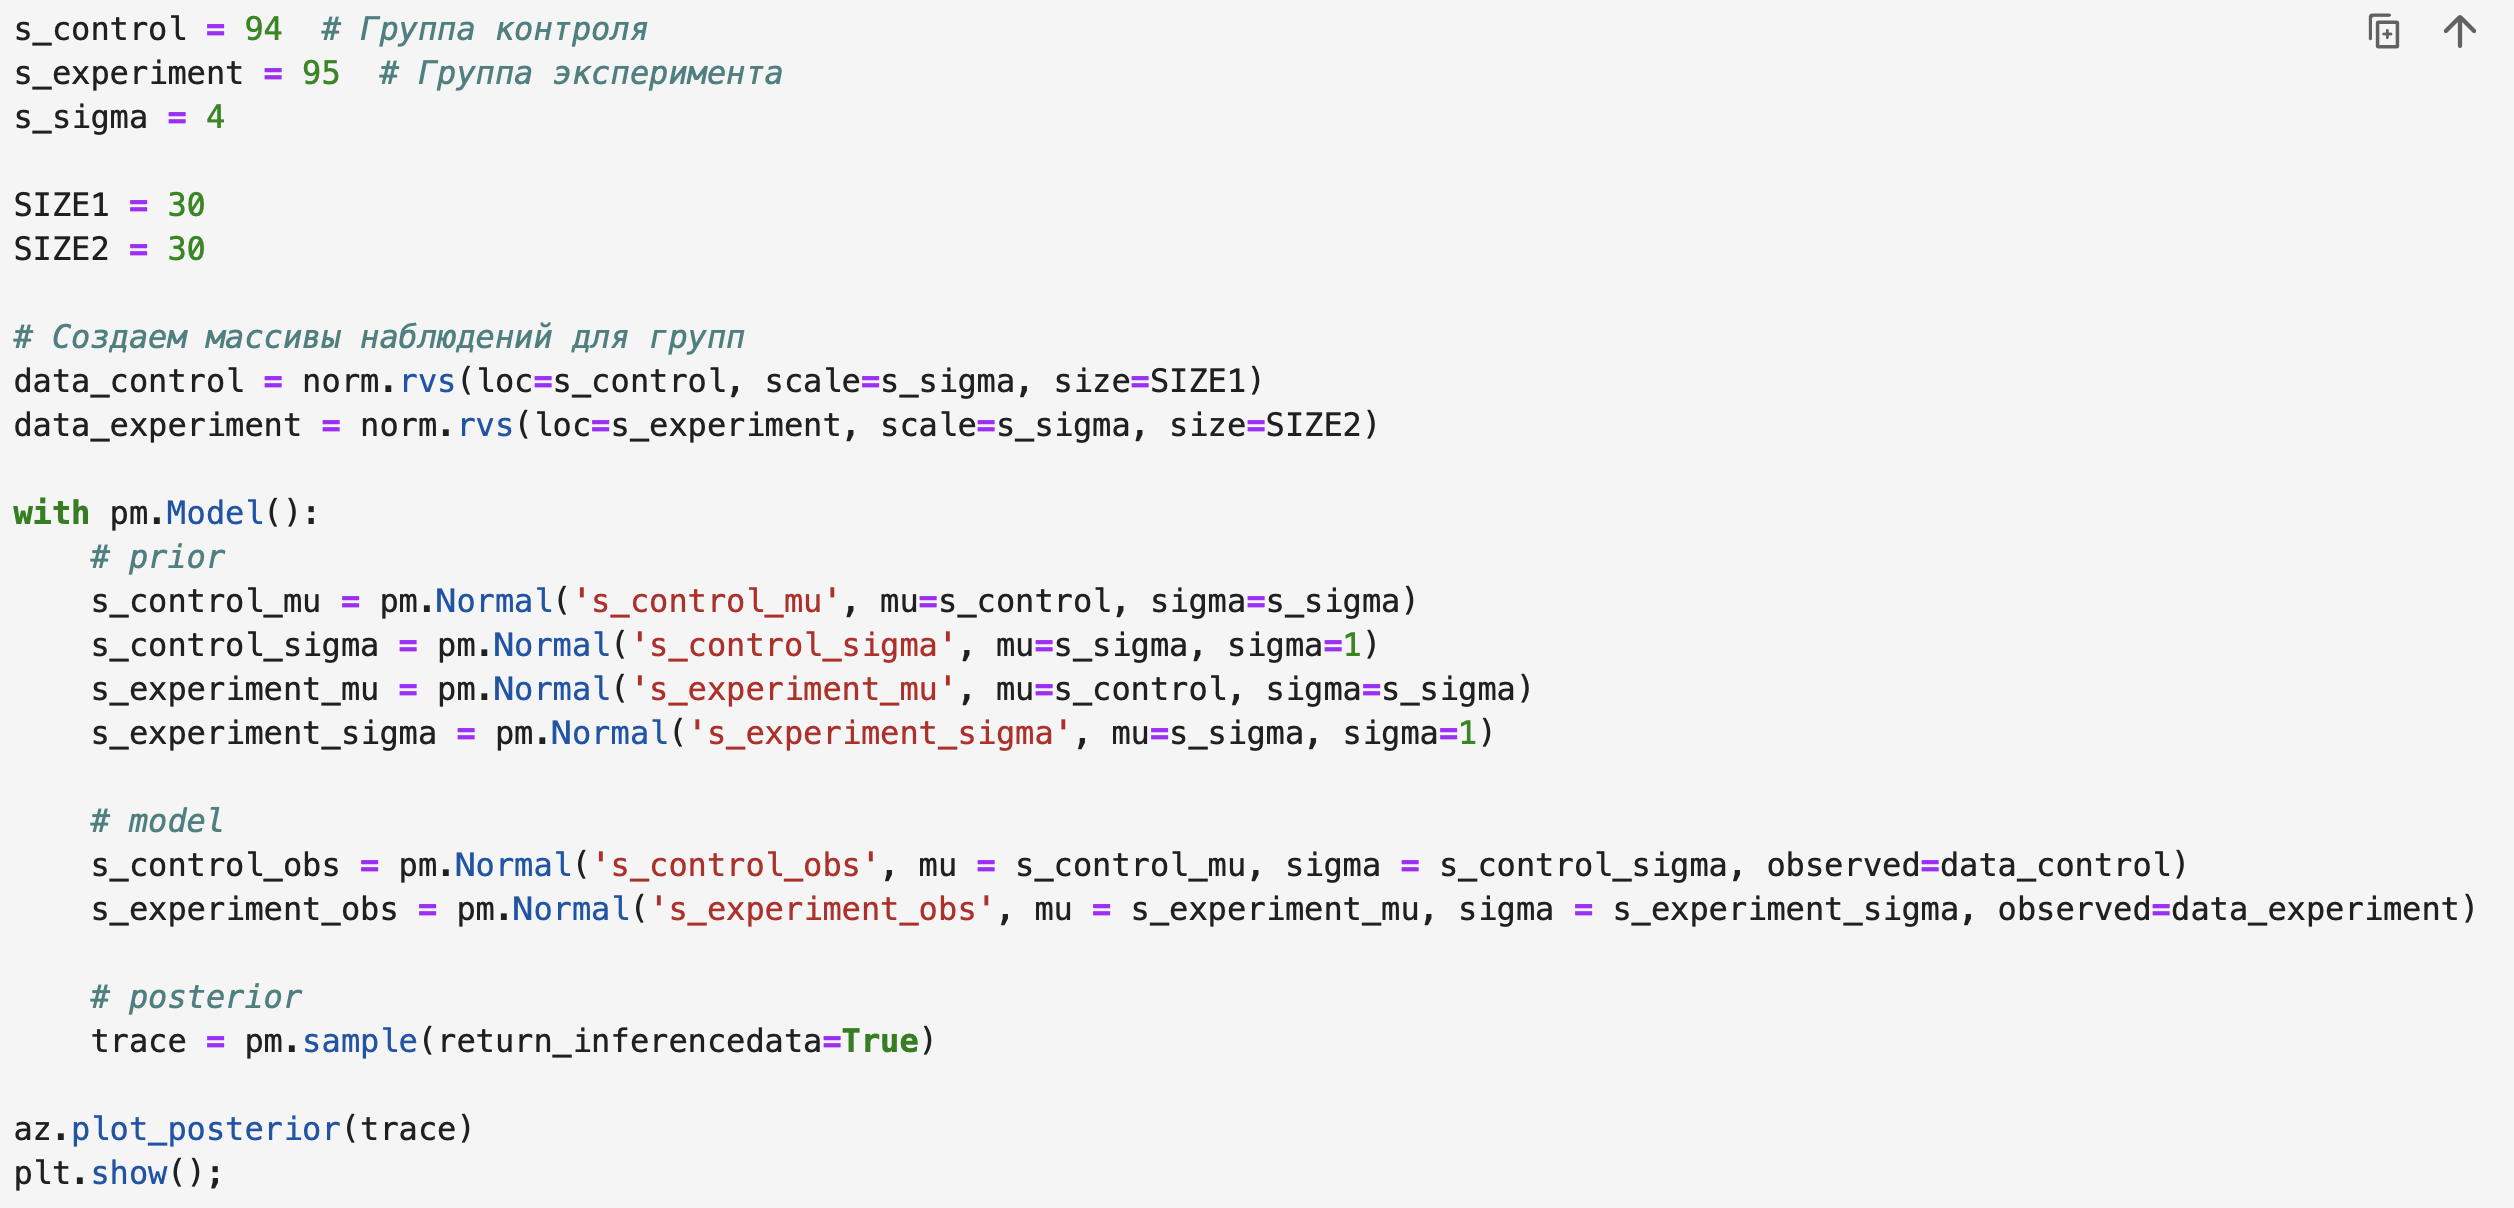 s_control = 94  # Группа контроля
s_experiment = 95  # Группа эксперимента
s_sigma = 4

SIZE1 = 30
SIZE2 = 30

# Создаем массивы наблюдений для групп
data_control = norm.rvs(loc=s_control, scale=s_sigma, size=SIZE1)
data_experiment = norm.rvs(loc=s_experiment, scale=s_sigma, size=SIZE2)

with pm.Model():
    # prior
    s_control_mu = pm.Normal('s_control_mu', mu=s_control, sigma=s_sigma)
    s_control_sigma = pm.Normal('s_control_sigma', mu=s_sigma, sigma=1)
    s_experiment_mu = pm.Normal('s_experiment_mu', mu=s_control, sigma=s_sigma)
    s_experiment_sigma = pm.Normal('s_experiment_sigma', mu=s_sigma, sigma=1)

    # model
    s_control_obs = pm.Normal('s_control_obs', mu = s_control_mu, sigma = s_control_sigma, observed=data_control)
    s_experiment_obs = pm.Normal('s_experiment_obs', mu = s_experiment_mu, sigma = s_experiment_sigma, observed=data_experiment)

    # posterior
    trace = pm.sample(return_inferencedata=True)

az.plot_posterior(trace)
plt.show();